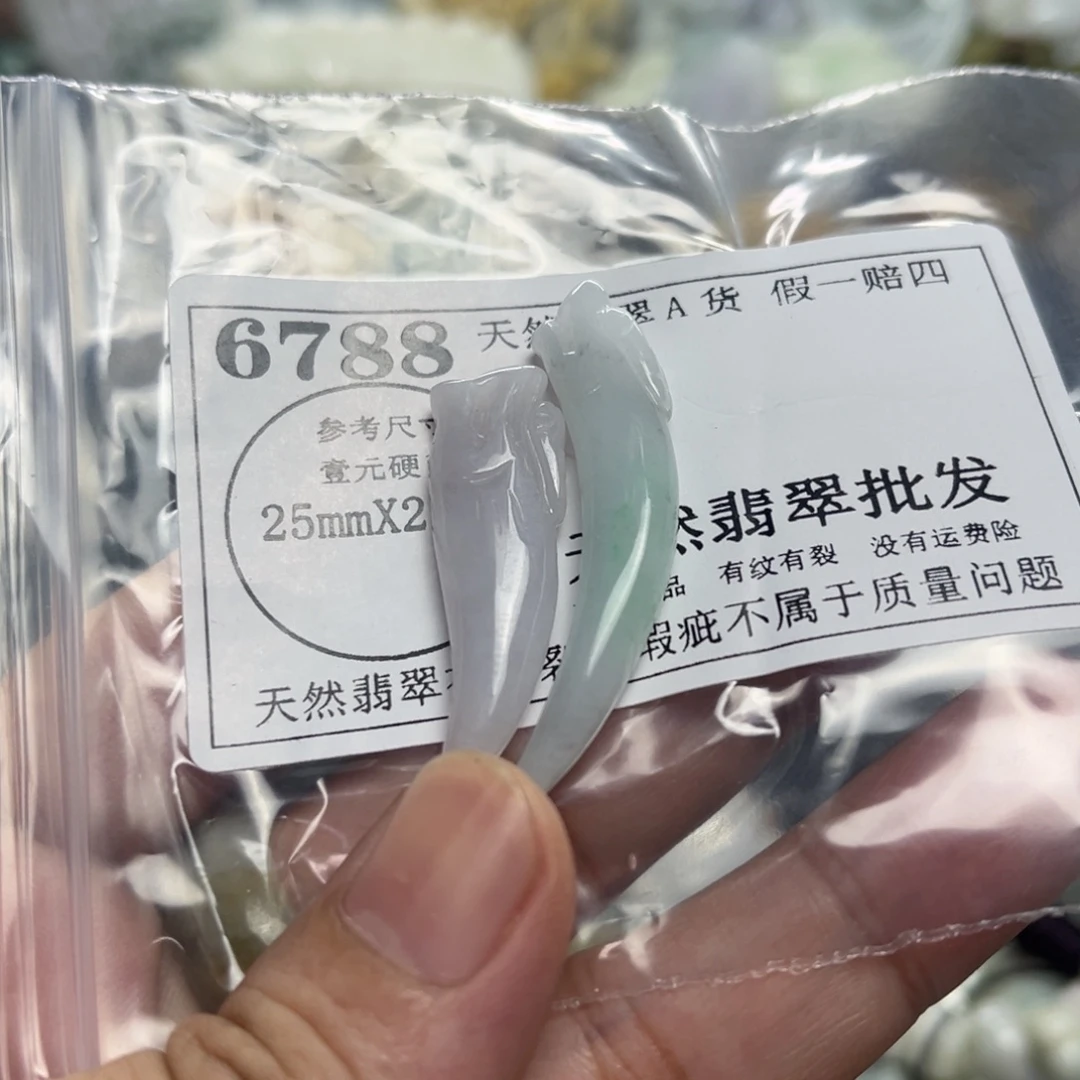 6788
天然 翠A货 假一赔四
参考尺寸
壹元硬
25mmX2
然翡翠批发
品 有纹有裂 没有运费险
天然翡翠 裂 瑕疵不属于质量问题